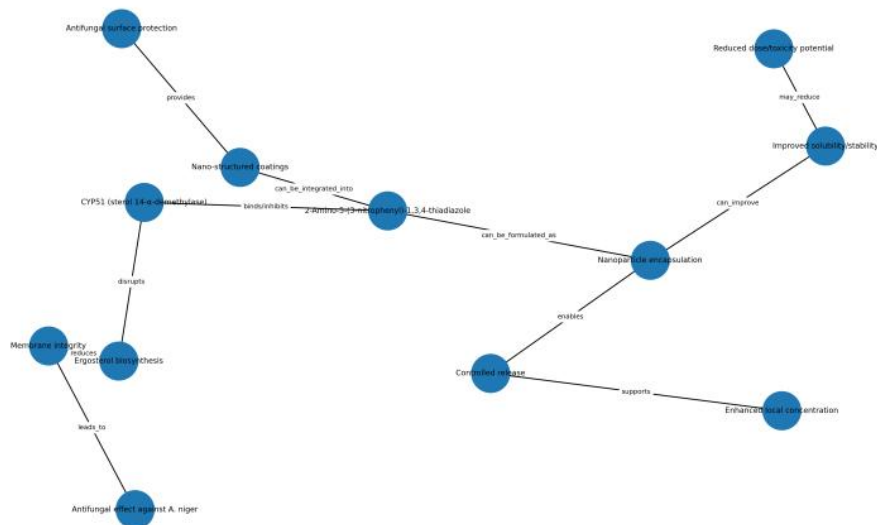 Antifungal surface protection
Reduced dose/toxicity potential
provides
may_reduce
Improved solubility/stability
Nano-structured coatings
can_be_integrated_into
CYP51 (sterol 14-α-demethylase)
binds/inhibits
2-Amino-5-(3-nitrophenyl)-1,3,4-thiadiazole
can_improve
can_be_formulated_as
Nanoparticle encapsulation
disrupts
enables
Membrane integrity
reduces
Ergosterol biosynthesis
Controlled release
supports
Enhanced local concentration
leads_to
Antifungal effect against A. niger